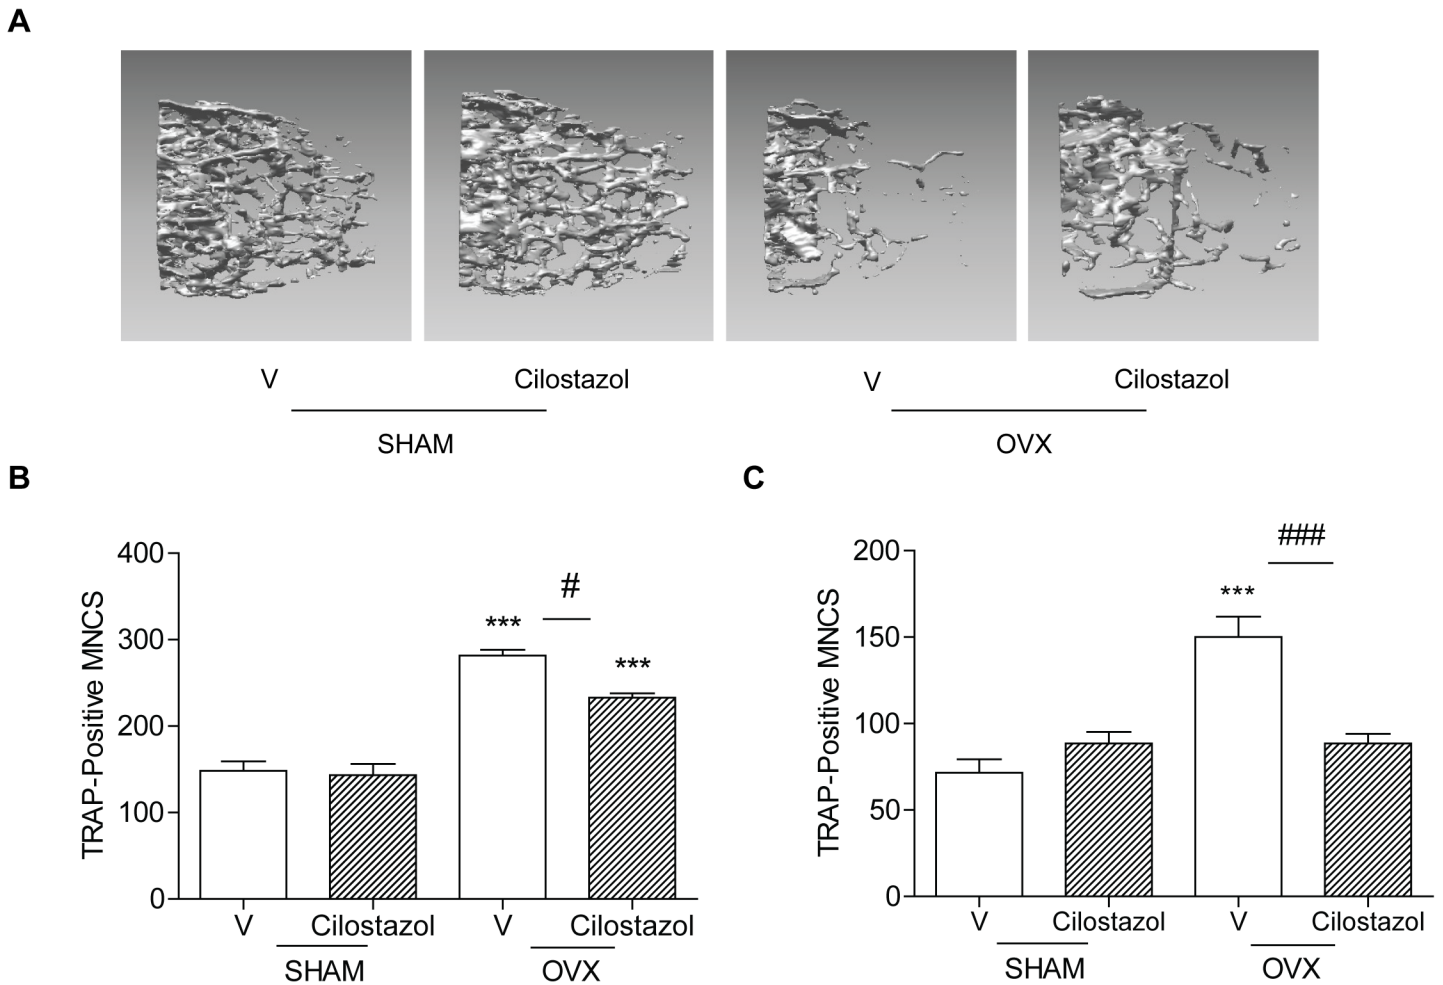 A
V Cilostazol V Cilostazol
SHAM OVX
B
TRAP-Positive MNCS
400
300
200
100
0
#
***
***
V Cilostazol V Cilostazol
SHAM OVX
C
TRAP-Positive MNCS
200
150
100
50
0
###
***
V Cilostazol V Cilostazol
SHAM OVX